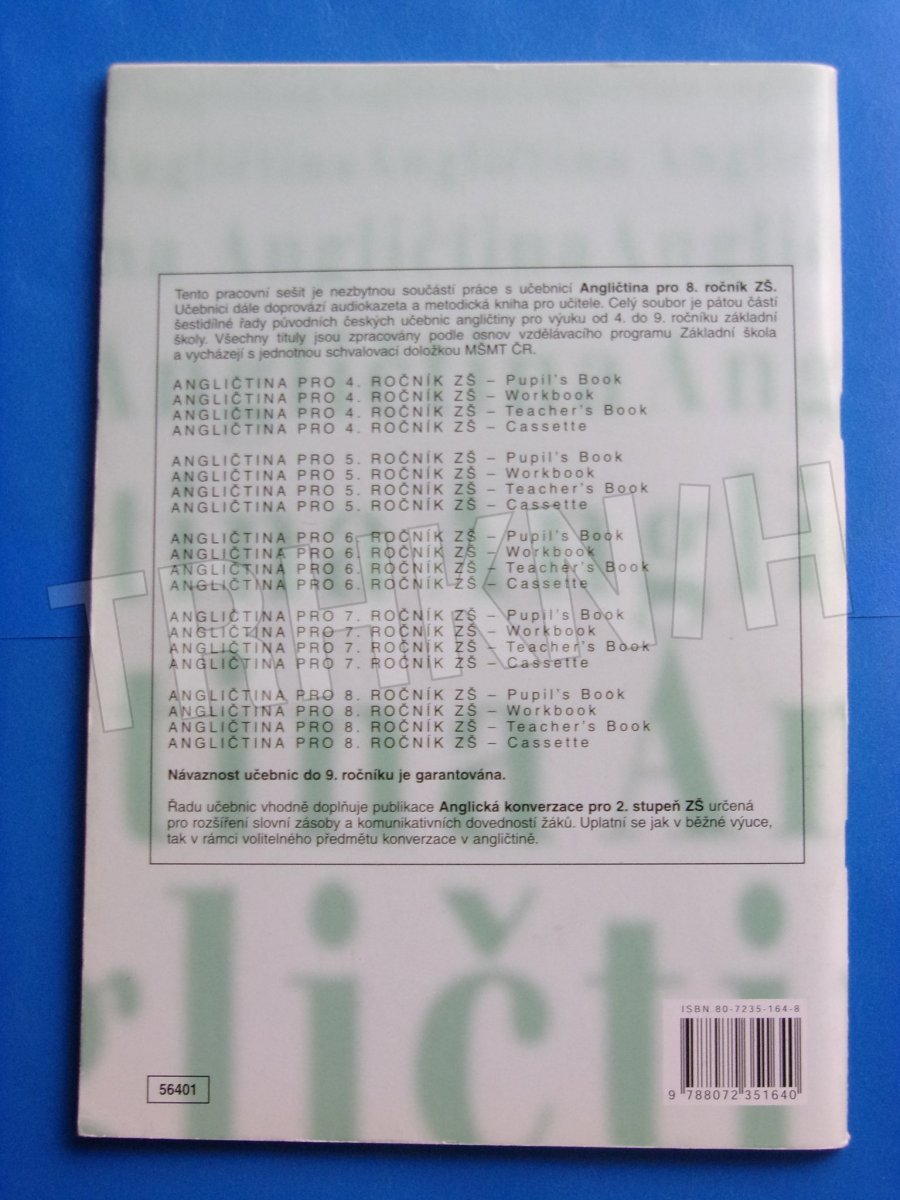 Angličtina Angličtina Angli
na Angličtina Angli
Tento pracovní sešit je nezbytnou součástí práce s učebnicí Angličtina pro 8. ročník ZŠ.
Učebnici dále doprovází audiokazeta a metodická kniha pro učitele. Celý soubor je pátou částí
šestidílné řady původních českých učebnic angličtiny pro výuku od 4. do 9. ročníku základní
školy. Všechny tituly jsou zpracovány podle osnov vzdělávacího programu Základní škola
a vycházejí s jednotnou schvalovací doložkou MŠMT ČR.
ANGLIČTINA PRO 4. ROČNÍK ZŠ – Pupil's Book
ANGLIČTINA PRO 4. ROČNÍK ZŠ – Workbook
ANGLIČTINA PRO 4. ROČNÍK ZŠ – Teacher's Book
ANGLIČTINA PRO 4. ROČNÍK ZŠ – Cassette
ANGLIČTINA PRO 5. ROČNÍK ZŠ – Pupil's Book
ANGLIČTINA PRO 5. ROČNÍK ZŠ – Workbook
ANGLIČTINA PRO 5. ROČNÍK ZŠ – Teacher's Book
ANGLIČTINA PRO 5. ROČNÍK ZŠ – Cassette
ANGLIČTINA PRO 6. ROČNÍK ZŠ – Pupil's Book
ANGLIČTINA PRO 6. ROČNÍK ZŠ – Workbook
ANGLIČTINA PRO 6. ROČNÍK ZŠ – Teacher's Book
ANGLIČTINA PRO 6. ROČNÍK ZŠ – Cassette
ANGLIČTINA PRO 7. ROČNÍK ZŠ – Pupil's Book
ANGLIČTINA PRO 7. ROČNÍK ZŠ – Workbook
ANGLIČTINA PRO 7. ROČNÍK ZŠ – Teacher's Book
ANGLIČTINA PRO 7. ROČNÍK ZŠ – Cassette
ANGLIČTINA PRO 8. ROČNÍK ZŠ – Pupil's Book
ANGLIČTINA PRO 8. ROČNÍK ZŠ – Workbook
ANGLIČTINA PRO 8. ROČNÍK ZŠ – Teacher's Book
ANGLIČTINA PRO 8. ROČNÍK ZŠ – Cassette
Návaznost učebnic do 9. ročníku je garantována.
Řadu učebnic vhodně doplňuje publikace Anglická konverzace pro 2. stupeň ZŠ určená
pro rozšíření slovní zásoby a komunikativních dovedností žáků. Uplatní se jak v běžné výuce,
tak v rámci volitelného předmětu konverzace v angličtině.
gličti
ISBN 80-7235-164-8
9 788072 351640
56401